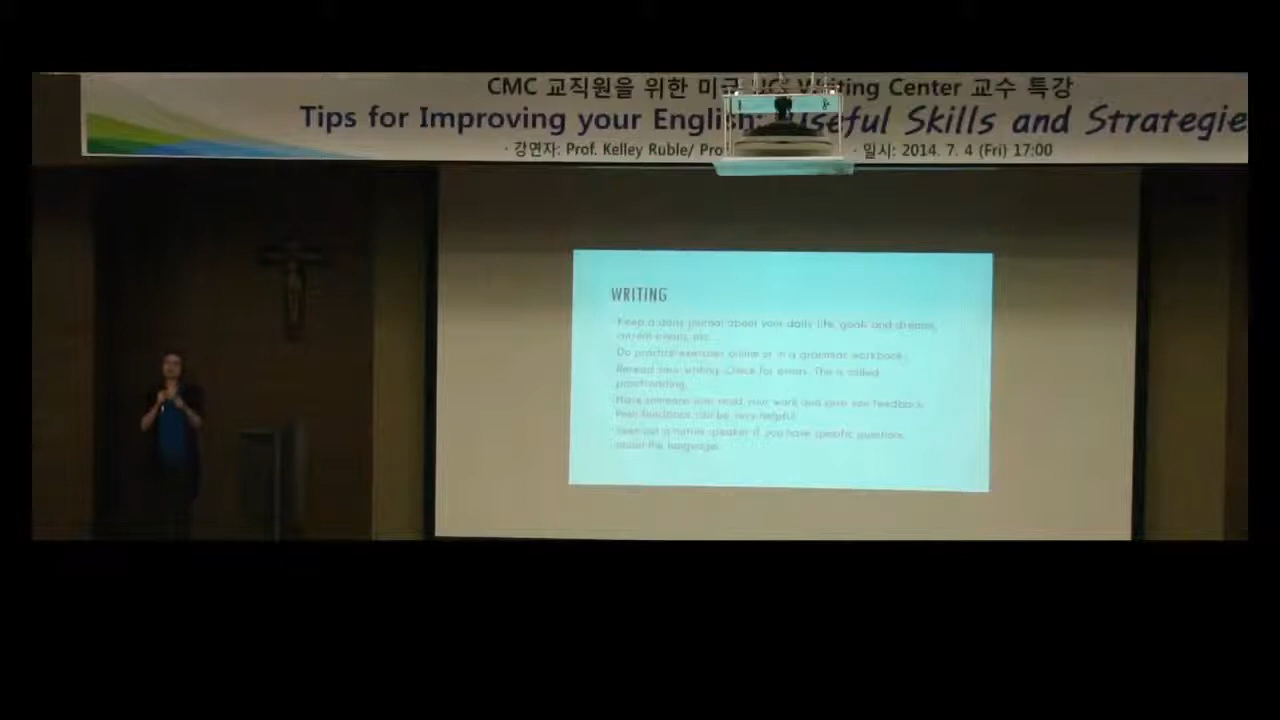 CMC 교직원을 위한 미국 UCI Writing Center 교수 특강
Tips for Improving your English: Useful Skills and Strategie
· 강연자: Prof. Kelley Ruble/ Pro
· 일시: 2014. 7. 4 (Fri) 17:00
WRITING
Keep a daily journal about your daily life, goals and dreams,
current events, etc.
Do practice exercises online or in a grammar workbook.
Reread your writing. Check for errors. This is called
proofreading.
Have someone else read your work and give you feedback.
Peer feedback can be very helpful.
Seek out a native speaker if you have specific questions
about the language.